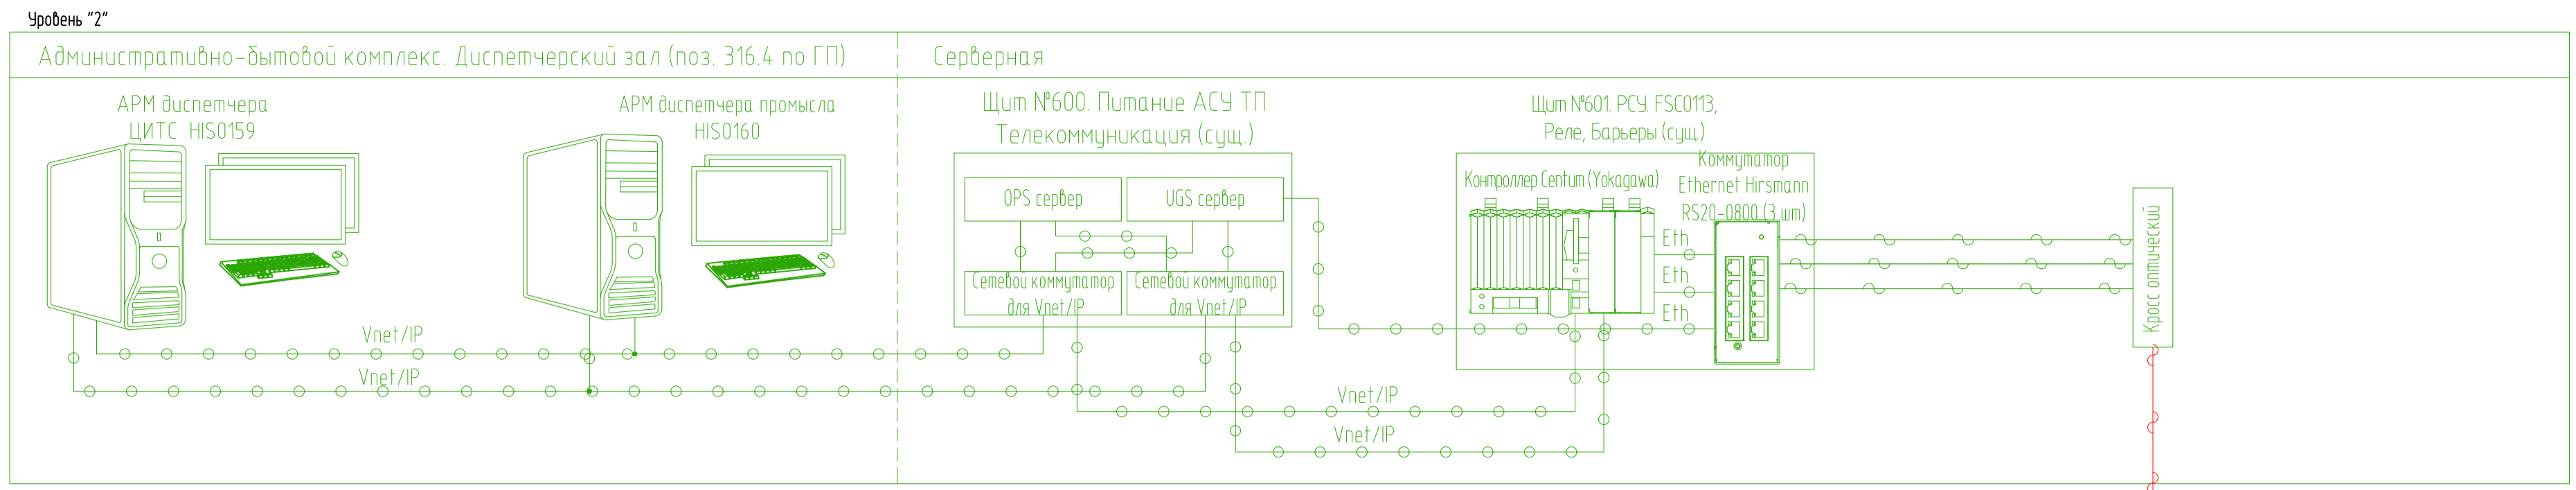 Уровень "2"
Административно-бытовой комплекс. Диспетчерский зал (поз. 316.4 по ГП)
Серверная
АРМ диспетчера
ЦИТС HIS0159
АРМ диспетчера промысла
HIS0160
Щит №600. Питание АСУ ТП
Телекоммуникация (сущ.)
OPS сервер
UGS сервер
Сетевой коммутатор
для Vnet/IP
Сетевой коммутатор
для Vnet/IP
Щит №601. РСУ. FSC0113,
Реле, Барьеры (сущ.)
Контроллер Centum (Yokagawa)
Коммутатор
Ethernet Hirsmann
RS20-0800 (3 шт)
Eth
Eth
Eth
Кросс оптический
Vnet/IP
Vnet/IP
Vnet/IP
Vnet/IP